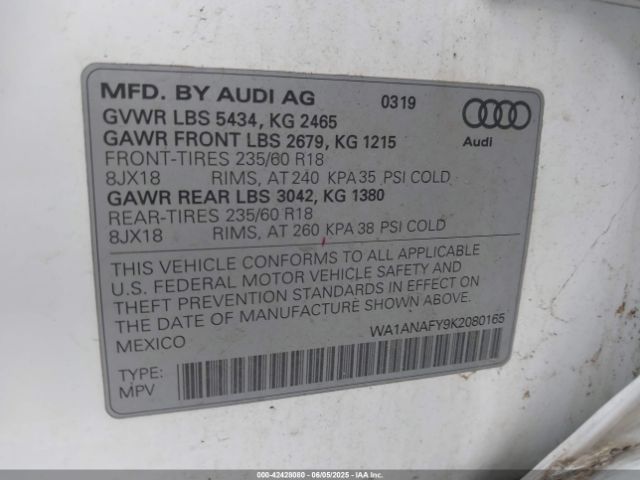 MFD. BY AUDI AG 0319
GVWR LBS 5434, KG 2465
GAWR FRONT LBS 2679, KG 1215
FRONT-TIRES 235/60 R18
8JX18 RIMS, AT 240 KPA 35 PSI COLD
GAWR REAR LBS 3042, KG 1380
REAR-TIRES 235/60 R18
8JX18 RIMS, AT 260 KPA 38 PSI COLD
Audi
THIS VEHICLE CONFORMS TO ALL APPLICABLE
U.S. FEDERAL MOTOR VEHICLE SAFETY AND
THEFT PREVENTION STANDARDS IN EFFECT ON
THE DATE OF MANUFACTURE SHOWN ABOVE.
MEXICO WA1ANAFY9K2080165
TYPE:
MPV
000-42428060 - 06/05/2025 - IAAI.COM